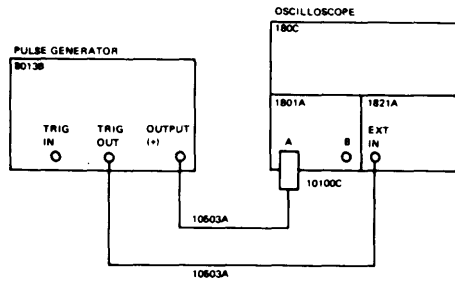 OSCILLOSCOPE
180C
PULSE GENERATOR
8013B
1801A
1821A
TRIG IN
TRIG OUT
OUTPUT (+)
A
B
EXT IN
10100C
10503A
10503A